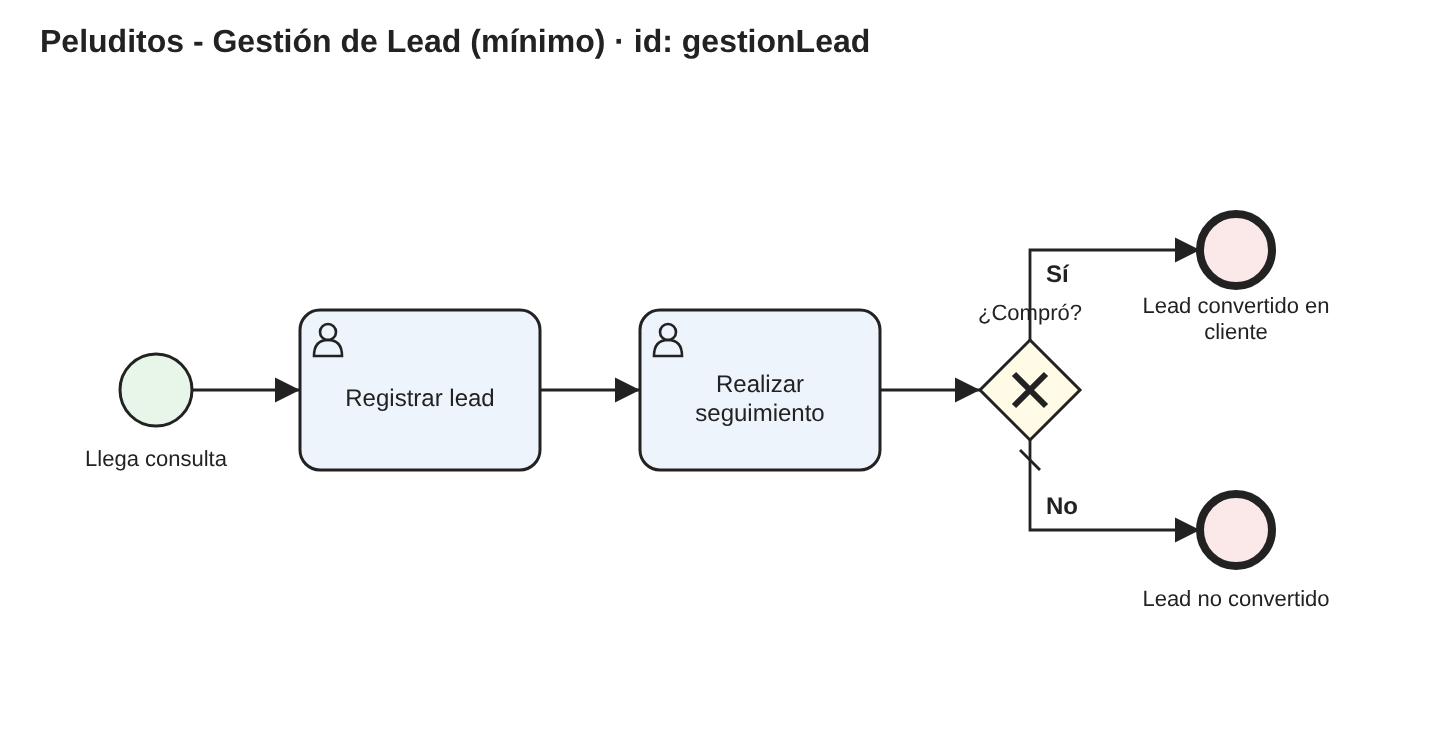 Peluditos - Gestión de Lead (mínimo) · id: gestionLead
Llega consulta
Registrar lead
Realizar
seguimiento
¿Compró?
Sí
Lead convertido en
cliente
No
Lead no convertido